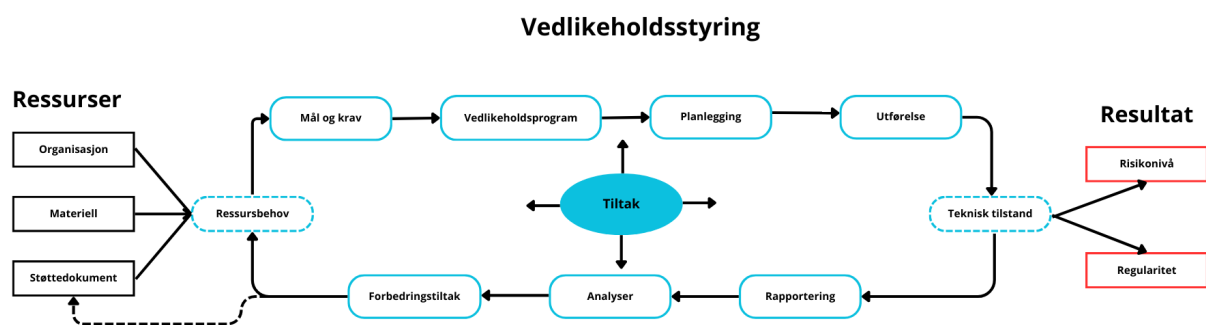 Vedlikeholdsstyring
Ressurser
Resultat
Mål og krav
Vedlikeholdsprogram
Planlegging
Utførelse
Organisasjon
Risikonivå
Materiell
Ressursbehov
Tiltak
Teknisk tilstand
Støttedokument
Regularitet
Forbedringstiltak
Analyser
Rapportering